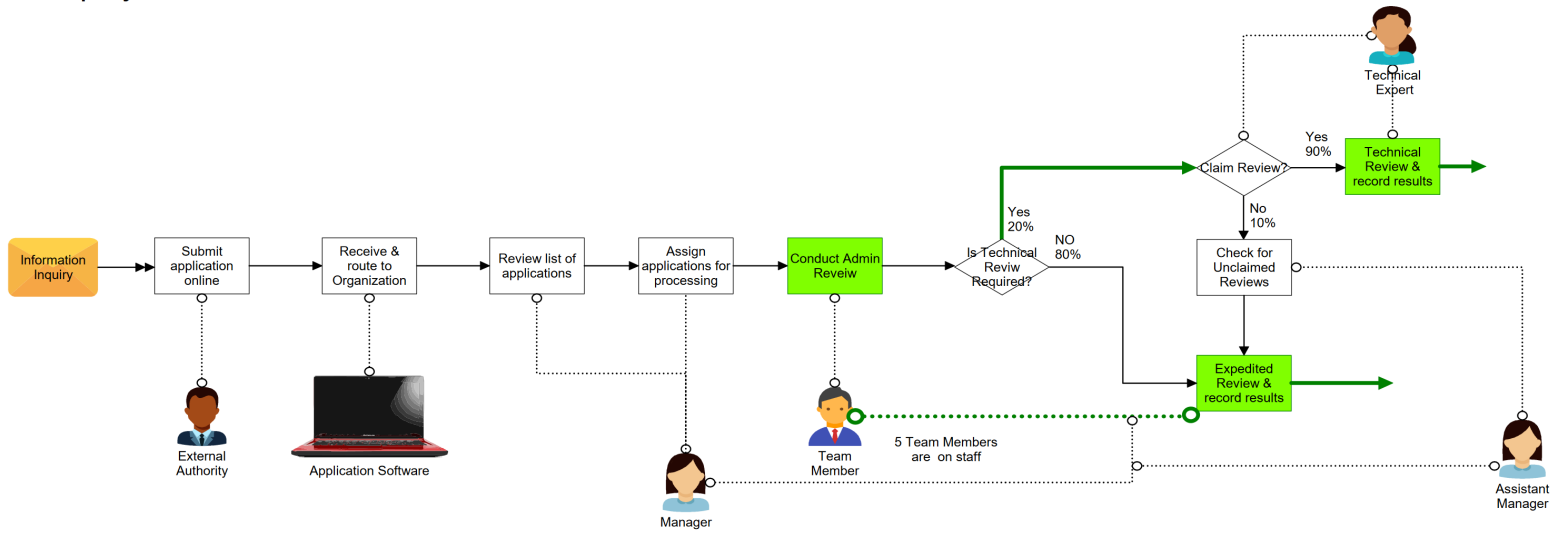 Information
Inquiry
Submit
application
online
Receive &
route to
Organization
Review list of
applications
Assign
applications for
processing
Conduct Admin
Reveiw
Is Technical
Reviw
Required?
Yes
20%
NO
80%
Claim Review?
Yes
90%
No
10%
Technical
Review &
record results
Technical
Expert
Check for
Unclaimed
Reviews
Expedited
Review &
record results
External
Authority
Application Software
Manager
Team
Member
5 Team Members
are on staff
Assistant
Manager